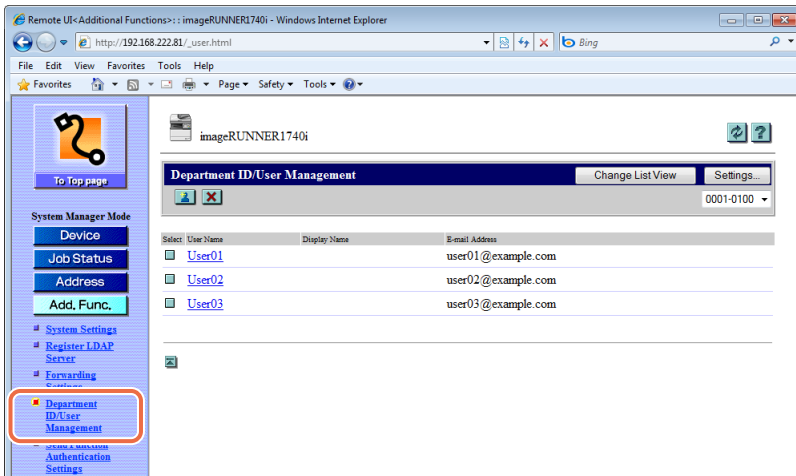 Remote UI<Additional Functions>: : imageRUNNER1740i - Windows Internet Explorer
http://192.168.222.81/_user.html
Bing
File Edit View Favorites Tools Help
Favorites Page Safety Tools
imageRUNNER1740i
To Top page
Department ID/User Management Change List View Settings...
0001-0100
System Manager Mode
Device
Job Status
Address
Add. Func.
Select User Name Display Name E-mail Address
User01 user01@example.com
User02 user02@example.com
User03 user03@example.com
System Settings
Register LDAP
Server
Forwarding
Settings
Department
ID/User
Management
Send Function
Authentication
Settings